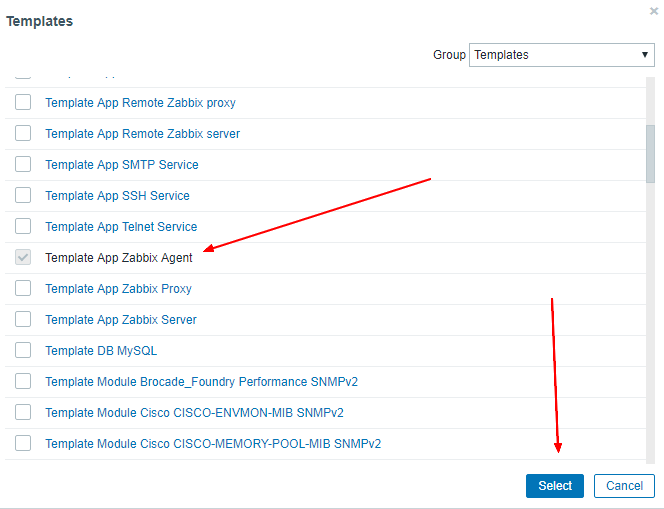 Templates
Group Templates
Template App Remote Zabbix proxy
Template App Remote Zabbix server
Template App SMTP Service
Template App SSH Service
Template App Telnet Service
Template App Zabbix Agent
Template App Zabbix Proxy
Template App Zabbix Server
Template DB MySQL
Template Module Brocade_Foundry Performance SNMPv2
Template Module Cisco CISCO-ENVMON-MIB SNMPv2
Template Module Cisco CISCO-MEMORY-POOL-MIB SNMPv2
Select Cancel